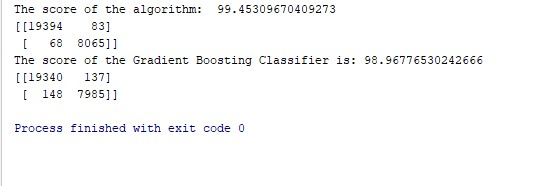 The score of the algorithm:  99.45309670409273
[[19394    83]
 [   68  8065]]
The score of the Gradient Boosting Classifier is: 98.96776530242666
[[19340   137]
 [  148  7985]]
Process finished with exit code 0